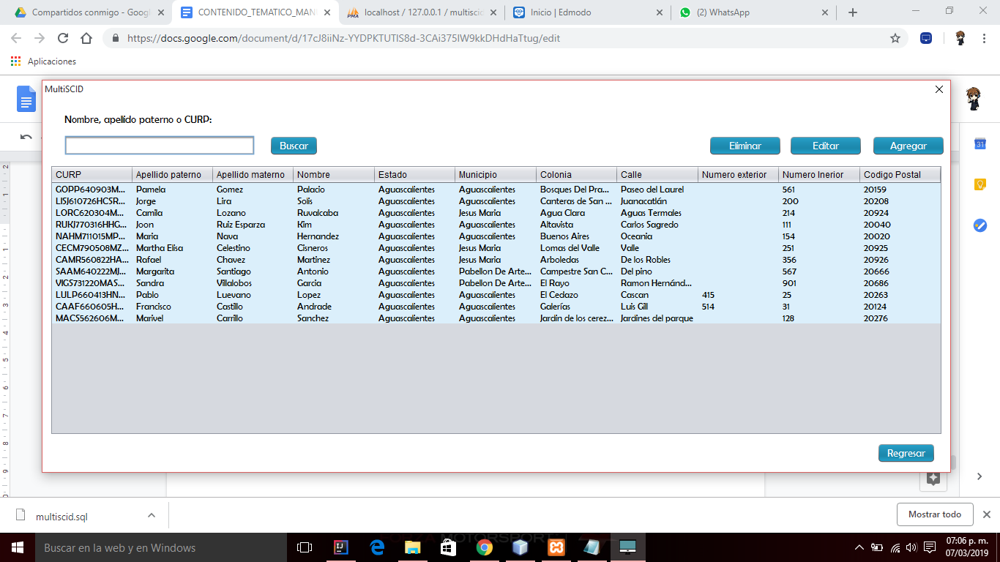 Compartidos conmigo - Googl
CONTENIDO_TEMATICO_MAN
localhost / 127.0.0.1 / multiscid
Inicio | Edmodo
(2) WhatsApp
https://docs.google.com/document/d/17cJ8iiNz-YYDPKTUTIS8d-3CAi375IW9kkDHdHaTtug/edit
Aplicaciones
MultiSCID
Nombre, apellido paterno o CURP:
Buscar
Eliminar
Editar
Agregar
CURP Apellido paterno Apellido materno Nombre Estado Municipio Colonia Calle Numero exterior Numero Inerior Codigo Postal
GOPP640903M... Pamela Gomez Palacio Aguascalientes Aguascalientes Bosques Del Pra... Paseo del Laurel 561 20159
LISJ610726HCSR... Jorge Lira Solis Aguascalientes Aguascalientes Canteras de San ... Juanacatlán 200 20208
LORC620304M... Camila Lozano Ruvalcaba Aguascalientes Jesus Maria Agua Clara Aguas Termales 214 20924
RUKJ770316HHG... Joon Ruiz Esparza Kim Aguascalientes Aguascalientes Altavista Carlos Sagredo 111 20040
NAHM711015MP... Maria Nava Hernandez Aguascalientes Aguascalientes Buenos Aires Oceania 154 20020
CECM790508MZ... Martha Elisa Celestino Cisneros Aguascalientes Jesus Maria Lomas del Valle Valle 251 20925
CAMR560822HA... Rafael Chavez Martinez Aguascalientes Jesus Maria Arboledas De los Robles 356 20926
SAAM640222MJ... Margarita Santiago Antonio Aguascalientes Pabellon De Arte... Campestre San C... Del pino 567 20666
VIGS731220MAS... Sandra Villalobos Garcia Aguascalientes Pabellon De Arte... El Rayo Ramon Hernánd... 901 20686
LULP660413HN... Pablo Luevano Lopez Aguascalientes Aguascalientes El Cedazo Cascan 415 25 20263
CAAF660605H... Francisco Castillo Andrade Aguascalientes Aguascalientes Galerías Luis Gill 514 31 20124
MACS562606M... Marivel Carrillo Sanchez Aguascalientes Aguascalientes Jardin de los cerez... Jardines del parque 128 20276
Regresar
multiscid.sql
Mostrar todo
Buscar en la web y en Windows
07:06 p. m.
07/03/2019